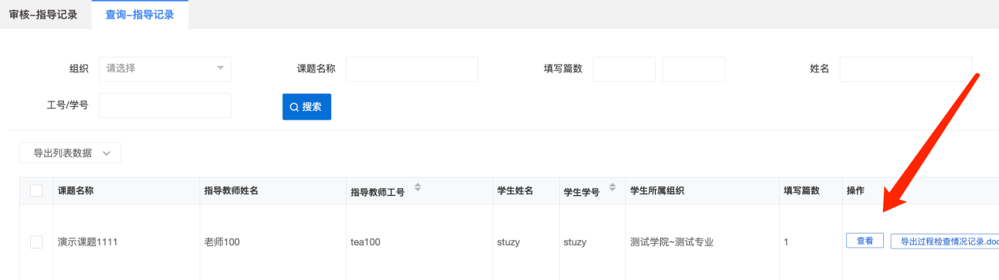 审核-指导记录 查询-指导记录
组织 请选择 课题名称 填写篇数 姓名
工号/学号 搜索
导出列表数据
课题名称 指导教师姓名 指导教师工号 学生姓名 学生学号 学生所属组织 填写篇数 操作
演示课题1111 老师100 tea100 stuzy stuzy 测试学院~测试专业 1 查看 导出过程检查情况记录.doc